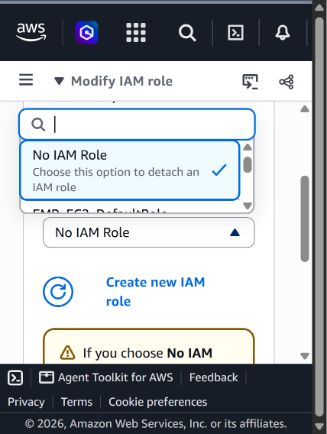 aws
Modify IAM role
No IAM Role
Choose this option to detach an
IAM role
EMR_EC2_DefaultRole
No IAM Role
Create new IAM
role
If you choose No IAM
Agent Toolkit for AWS
Feedback
Privacy
Terms
Cookie preferences
© 2026, Amazon Web Services, Inc. or its affiliates.